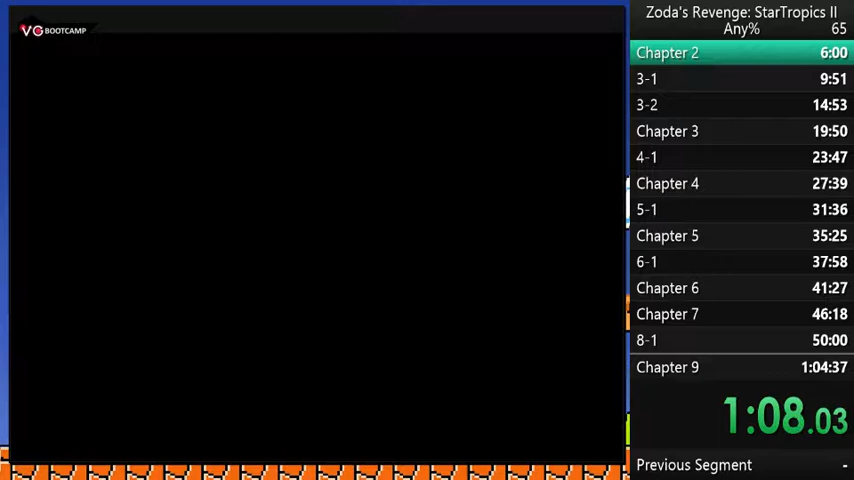 VG BOOTCAMP
Zoda's Revenge: StarTropics II
Any% 65
Chapter 2 6:00
3-1 9:51
3-2 14:53
Chapter 3 19:50
4-1 23:47
Chapter 4 27:39
5-1 31:36
Chapter 5 35:25
6-1 37:58
Chapter 6 41:27
Chapter 7 46:18
8-1 50:00
Chapter 9 1:04:37
1:08.03
Previous Segment -